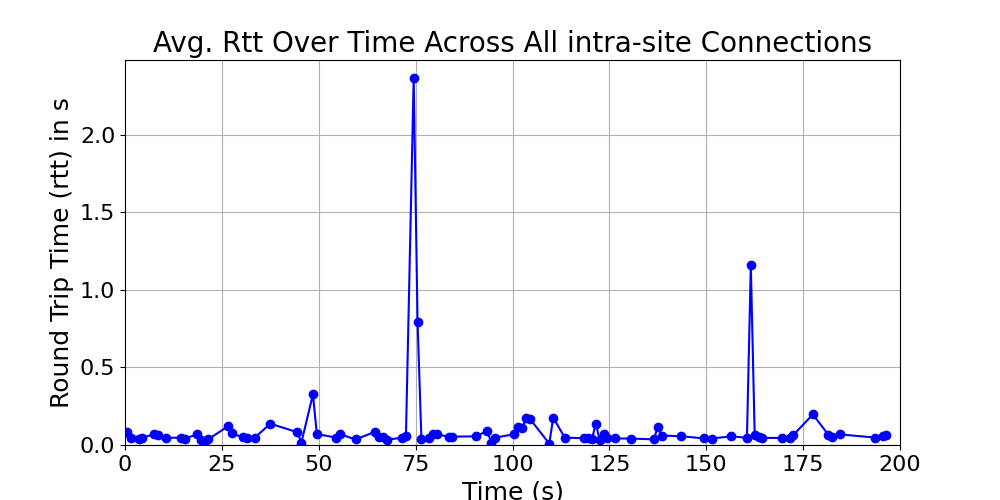 Avg. Rtt Over Time Across All intra-site Connections
Round Trip Time (rtt) in s
2.0
1.5
1.0
0.5
0.0
0 25 50 75 100 125 150 175 200
Time (s)